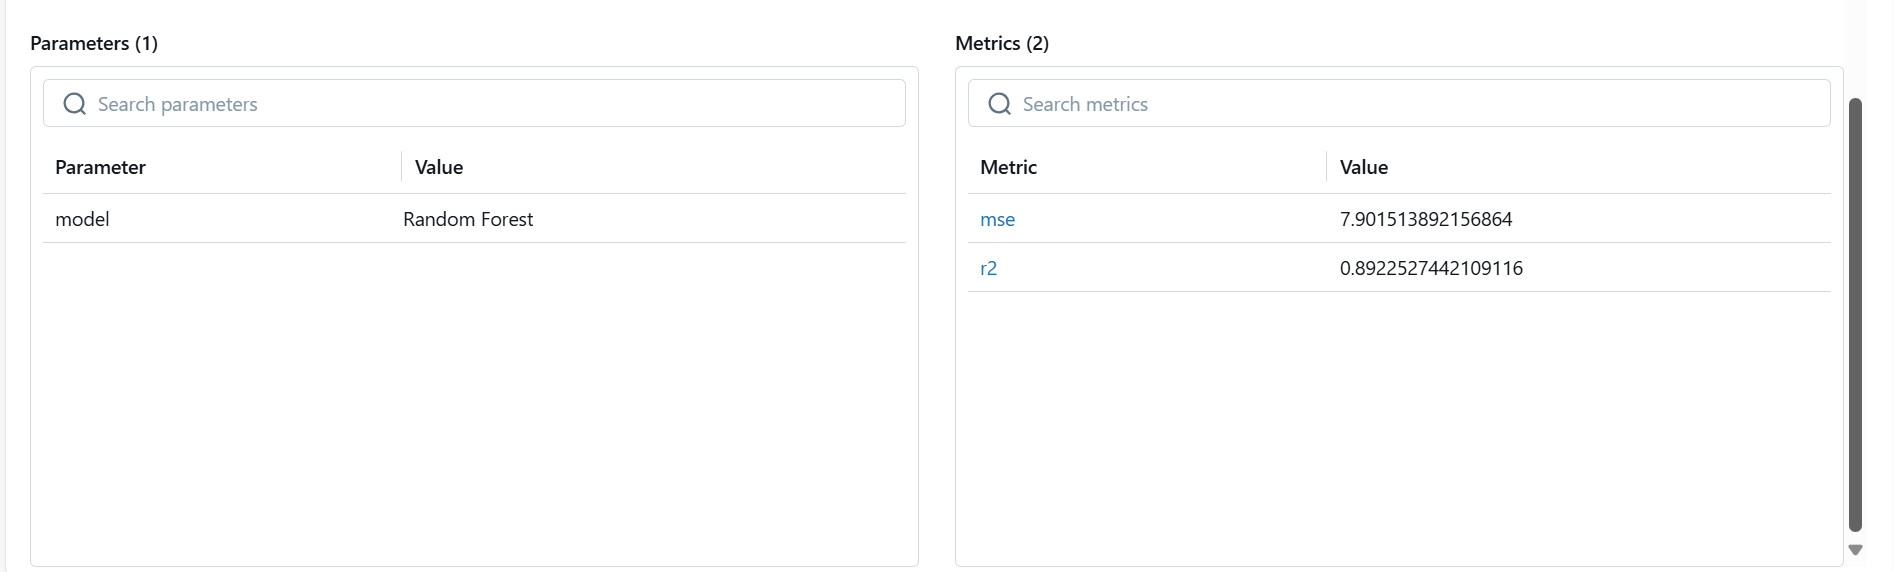 Parameters (1)
Search parameters
Parameter Value
model Random Forest
Metrics (2)
Search metrics
Metric Value
mse 7.901513892156864
r2 0.8922527442109116